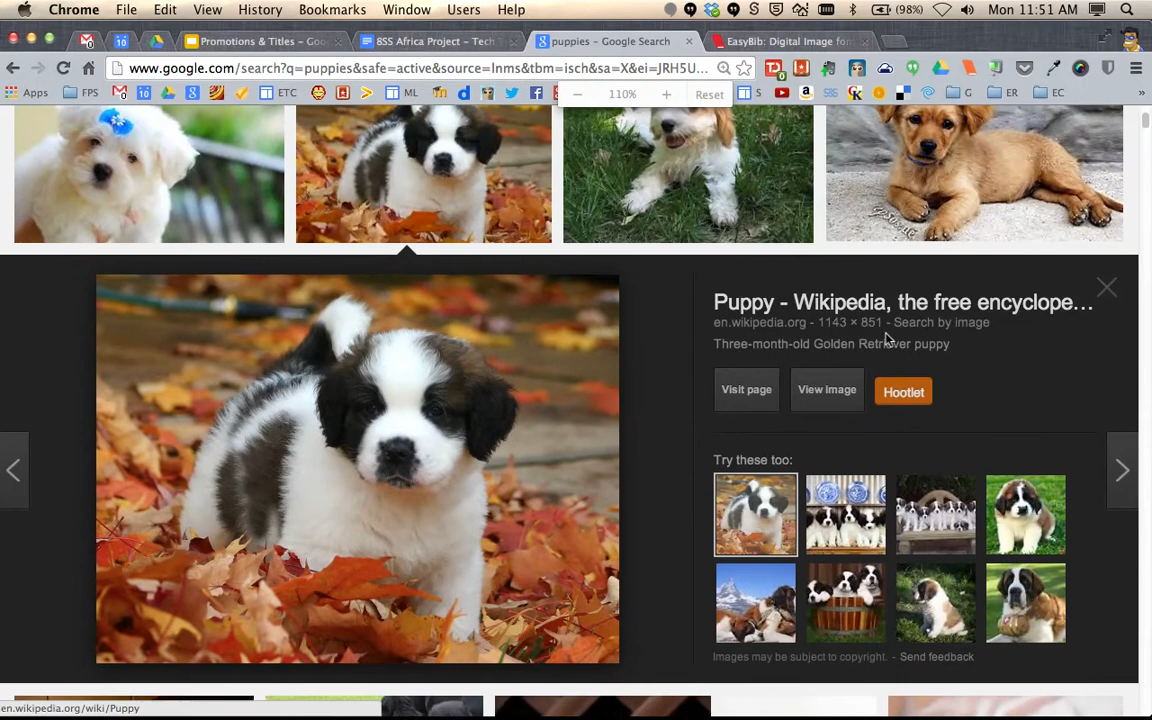 Chrome File Edit View History Bookmarks Window Users Help (98%) Mon 11:51 AM
Promotions & Titles – Goo 8SS Africa Project – Tech T puppies – Google Search EasyBib: Digital Image for
www.google.com/search?q=puppies&safe=active&source=lnms&tbm=isch&sa=X&ei=JRH5U...
Apps FPS ETC ML S G ER EC »
110% Reset
Puppy - Wikipedia, the free encyclope...
en.wikipedia.org - 1143 × 851 - Search by image
Three-month-old Golden Retriever puppy
Visit page View image Hootlet
Try these too:
Images may be subject to copyright. - Send feedback
en.wikipedia.org/wiki/Puppy